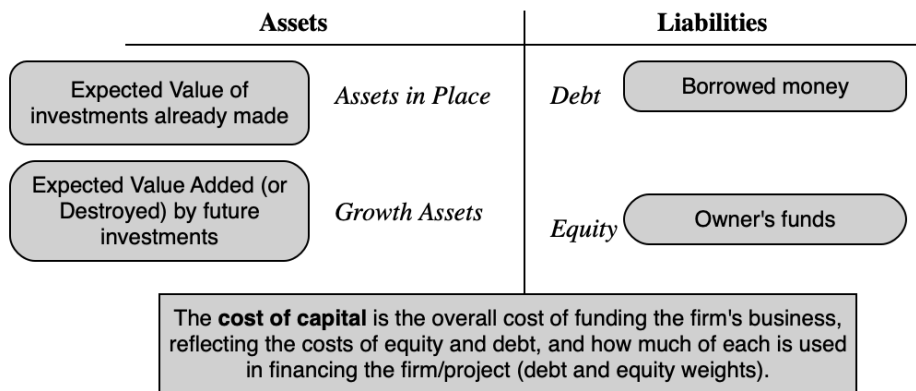 Assets
Liabilities
Expected Value of
investments already made
Assets in Place
Debt
Borrowed money
Expected Value Added (or
Destroyed) by future
investments
Growth Assets
Equity
Owner's funds
The cost of capital is the overall cost of funding the firm's business,
reflecting the costs of equity and debt, and how much of each is used
in financing the firm/project (debt and equity weights).